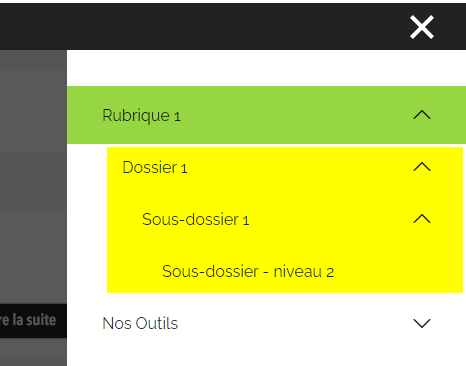 Rubrique 1
Dossier 1
Sous-dossier 1
Sous-dossier - niveau 2
re la suite
Nos Outils